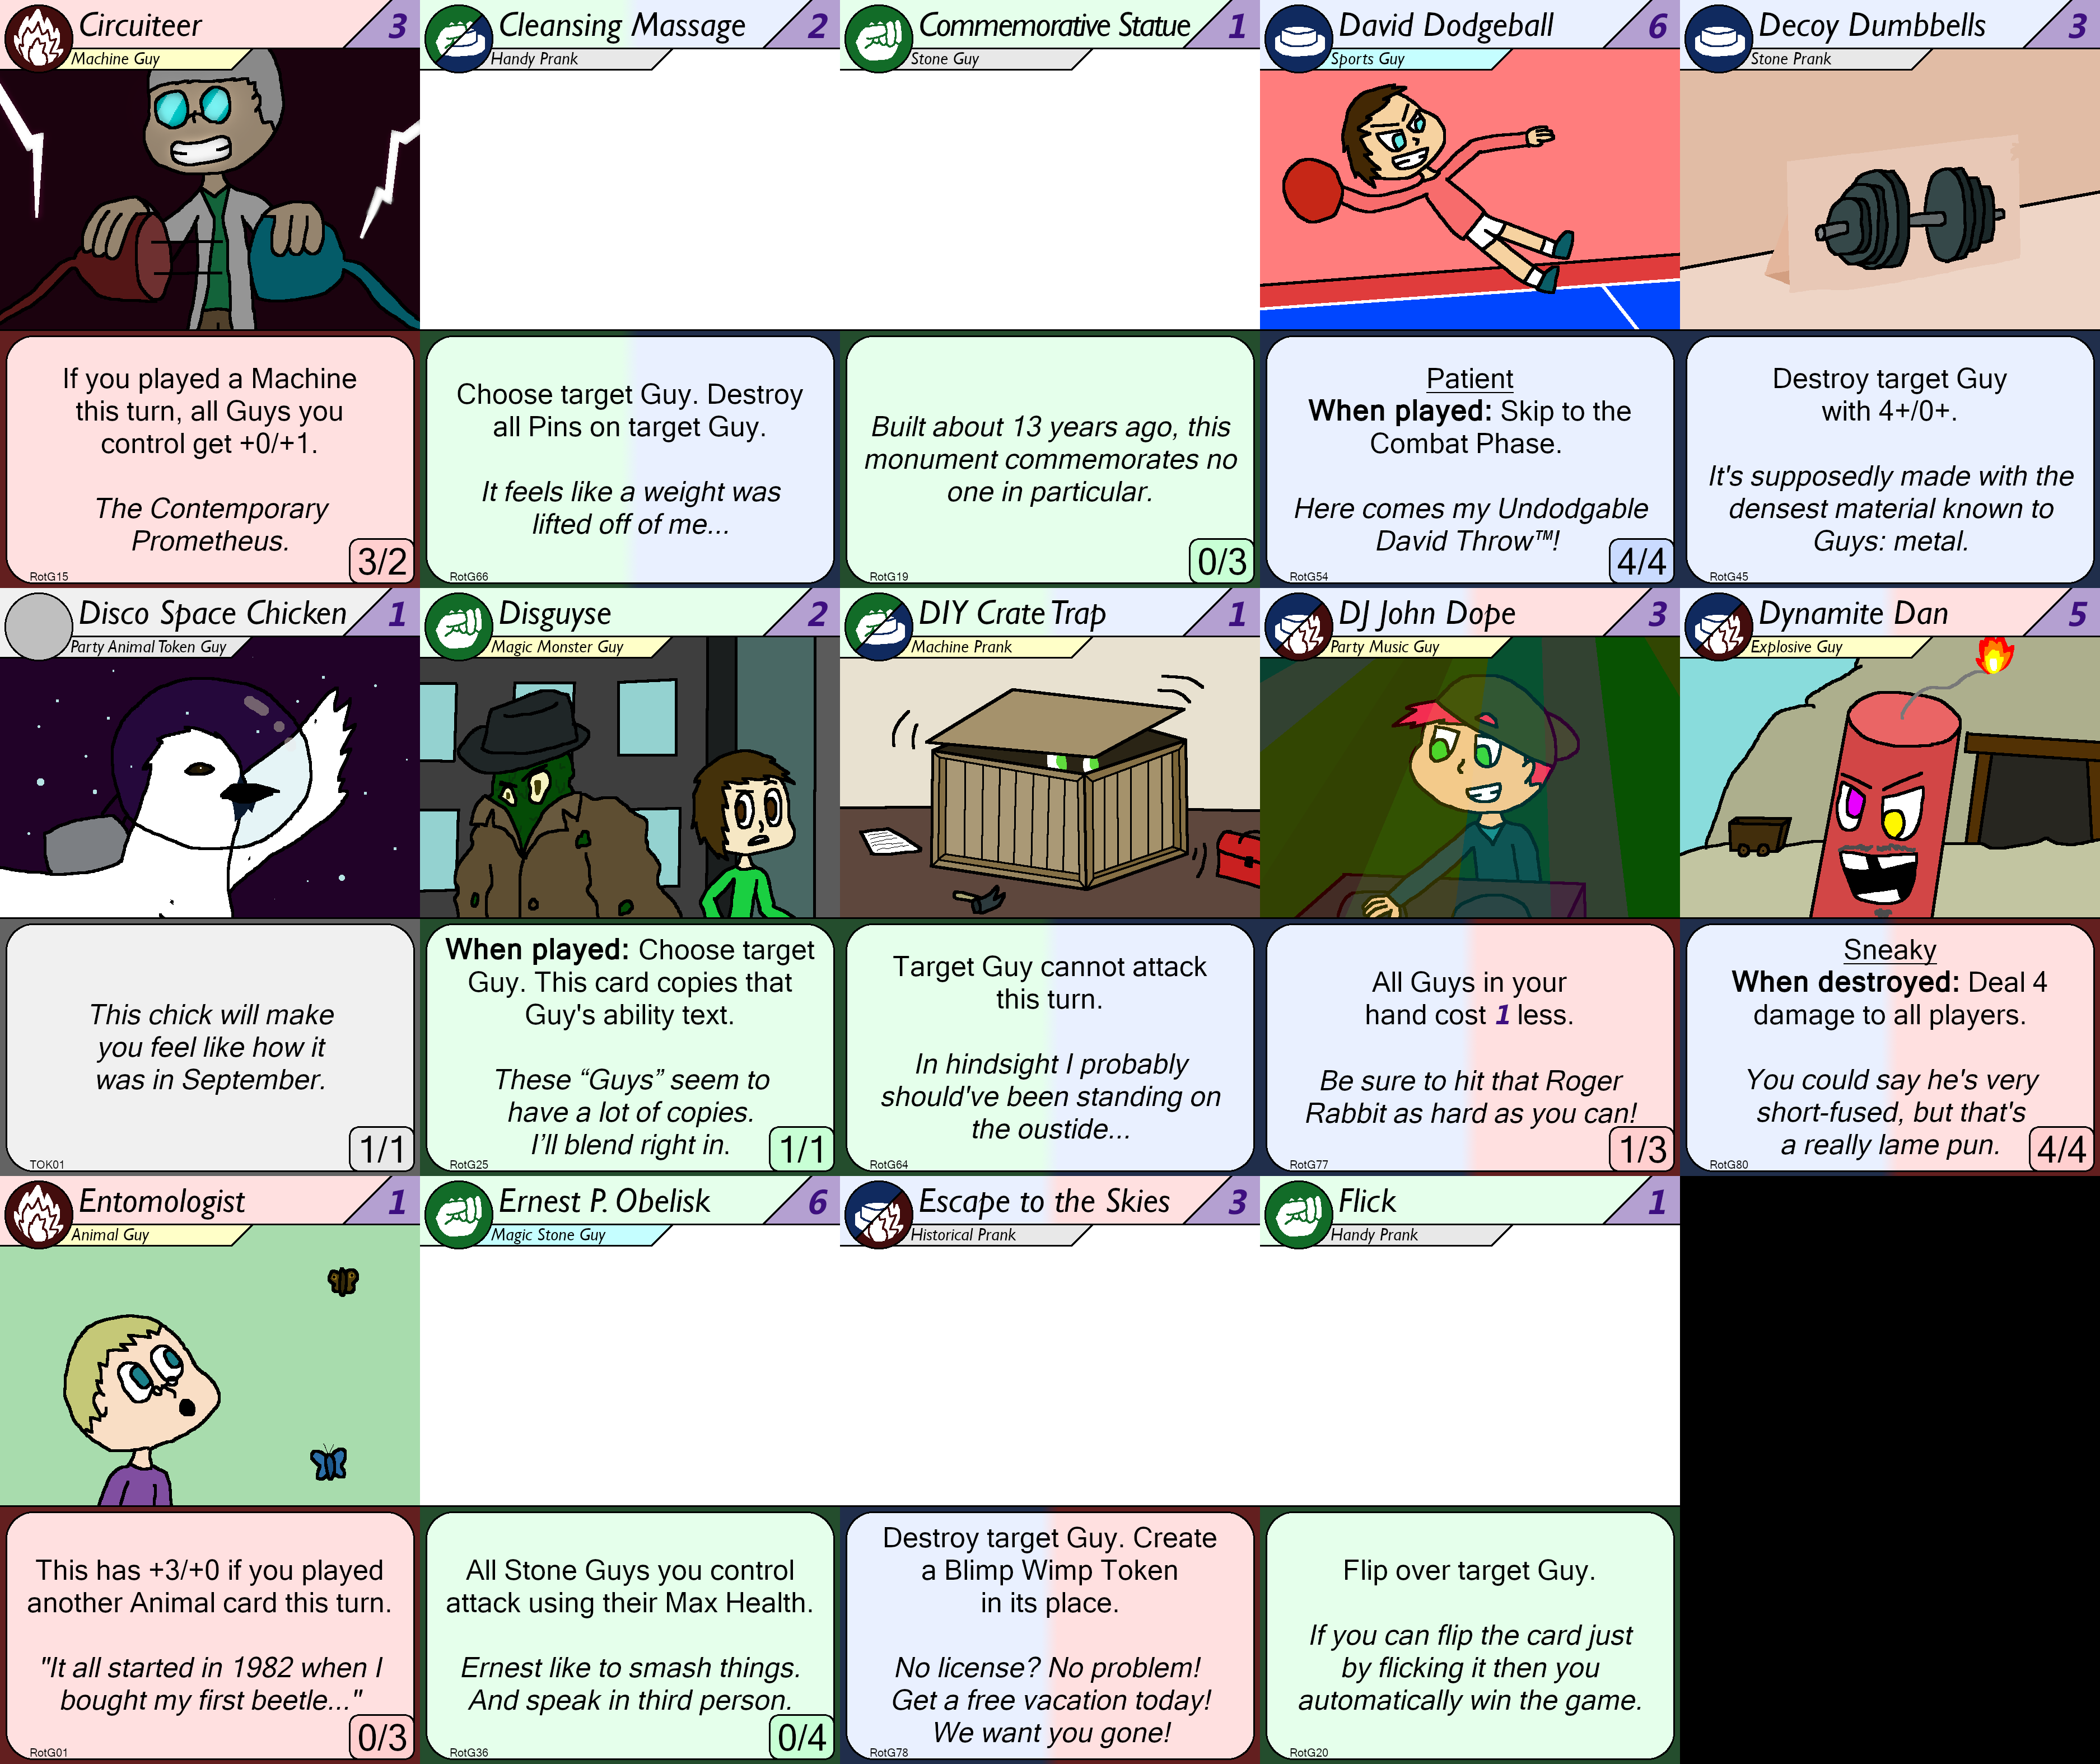 Circuiteer 3
Machine Guy
If you played a Machine
this turn, all Guys you
control get +0/+1.
The Contemporary
Prometheus.
3/2
RotG15
Cleansing Massage 2
Handy Prank
Choose target Guy. Destroy
all Pins on target Guy.
It feels like a weight was
lifted off of me...
RotG66
Commemorative Statue 1
Stone Guy
Built about 13 years ago, this
monument commemorates no
one in particular.
0/3
RotG19
David Dodgeball 6
Sports Guy
Patient
When played: Skip to the
Combat Phase.
Here comes my Undodgable
David Throw™!
4/4
RotG54
Decoy Dumbbells 3
Stone Prank
Destroy target Guy
with 4+/0+.
It's supposedly made with the
densest material known to
Guys: metal.
RotG45
Disco Space Chicken 1
Party Animal Token Guy
This chick will make
you feel like how it
was in September.
1/1
TOK01
Disguyse 2
Magic Monster Guy
When played: Choose target
Guy. This card copies that
Guy's ability text.
These “Guys” seem to
have a lot of copies.
I’ll blend right in.
1/1
RotG25
DIY Crate Trap 1
Machine Prank
Target Guy cannot attack
this turn.
In hindsight I probably
should've been standing on
the oustide...
RotG64
DJ John Dope 3
Party Music Guy
All Guys in your
hand cost 1 less.
Be sure to hit that Roger
Rabbit as hard as you can!
1/3
RotG77
Dynamite Dan 5
Explosive Guy
Sneaky
When destroyed: Deal 4
damage to all players.
You could say he's very
short-fused, but that's
a really lame pun.
4/4
RotG80
Entomologist 1
Animal Guy
This has +3/+0 if you played
another Animal card this turn.
"It all started in 1982 when I
bought my first beetle..."
0/3
RotG01
Ernest P. Obelisk 6
Magic Stone Guy
All Stone Guys you control
attack using their Max Health.
Ernest like to smash things.
And speak in third person.
0/4
RotG36
Escape to the Skies 3
Historical Prank
Destroy target Guy. Create
a Blimp Wimp Token
in its place.
No license? No problem!
Get a free vacation today!
We want you gone!
RotG78
Flick 1
Handy Prank
Flip over target Guy.
If you can flip the card just
by flicking it then you
automatically win the game.
RotG20